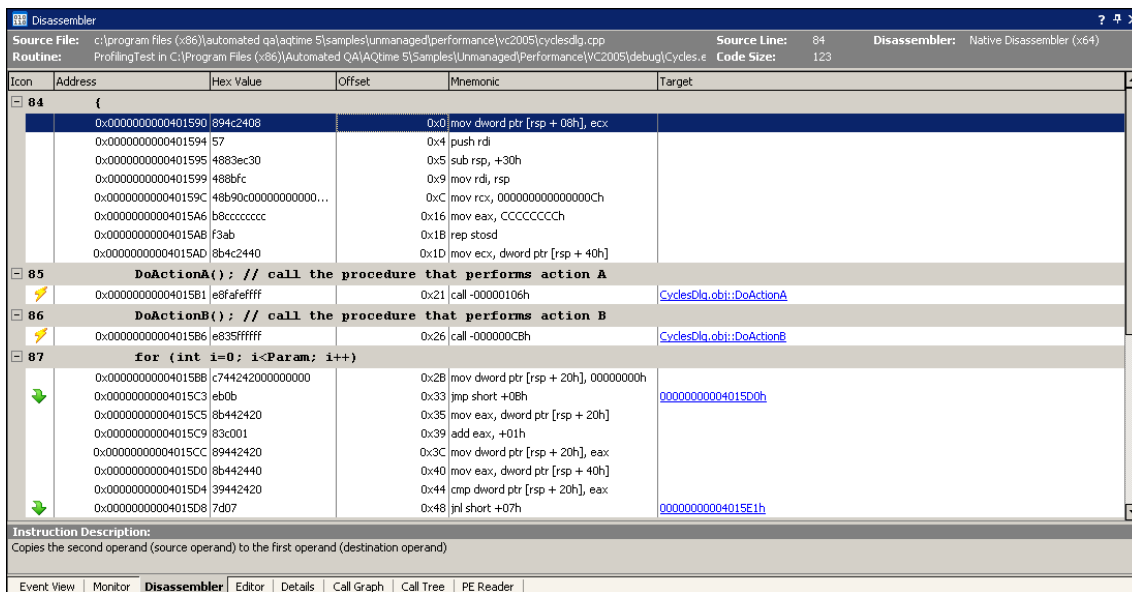 Disassembler
Source File: c:\program files (x86)\automated qa\aqtime 5\samples\unmanaged\performance\vc2005\cyclesdlg.cpp Source Line: 84 Disassembler: Native Disassembler (x64)
Routine: ProfilingTest in C:\Program Files (x86)\Automated QA\AQtime 5\Samples\Unmanaged\Performance\VC2005\debug\Cycles.e Code Size: 123
Icon Address Hex Value Offset Mnemonic Target
84 {
0x0000000000401590 894c2408 0x0 mov dword ptr [rsp + 08h], ecx
0x0000000000401594 57 0x4 push rdi
0x0000000000401595 4883ec30 0x5 sub rsp, +30h
0x0000000000401599 488bfc 0x9 mov rdi, rsp
0x000000000040159C 48b90c00000000000... 0xC mov rcx, 000000000000000Ch
0x00000000004015A6 b8cccccccc 0x16 mov eax, CCCCCCCCh
0x00000000004015AB f3ab 0x1B rep stosd
0x00000000004015AD 8b4c2440 0x1D mov ecx, dword ptr [rsp + 40h]
85 DoActionA(); // call the procedure that performs action A
0x00000000004015B1 e8fafeffff 0x21 call -00000106h CyclesDlg.obj::DoActionA
86 DoActionB(); // call the procedure that performs action B
0x00000000004015B6 e835ffffff 0x26 call -000000CBh CyclesDlg.obj::DoActionB
87 for (int i=0; i<Param; i++)
0x00000000004015BB c744242000000000 0x2B mov dword ptr [rsp + 20h], 00000000h
0x00000000004015C3 eb0b 0x33 jmp short +0Bh 00000000004015D0h
0x00000000004015C5 8b442420 0x35 mov eax, dword ptr [rsp + 20h]
0x00000000004015C9 83c001 0x39 add eax, +01h
0x00000000004015CC 89442420 0x3C mov dword ptr [rsp + 20h], eax
0x00000000004015D0 8b442440 0x40 mov eax, dword ptr [rsp + 40h]
0x00000000004015D4 39442420 0x44 cmp dword ptr [rsp + 20h], eax
0x00000000004015D8 7d07 0x48 jnl short +07h 00000000004015E1h
Instruction Description:
Copies the second operand (source operand) to the first operand (destination operand)
Event View Monitor Disassembler Editor Details Call Graph Call Tree PE Reader